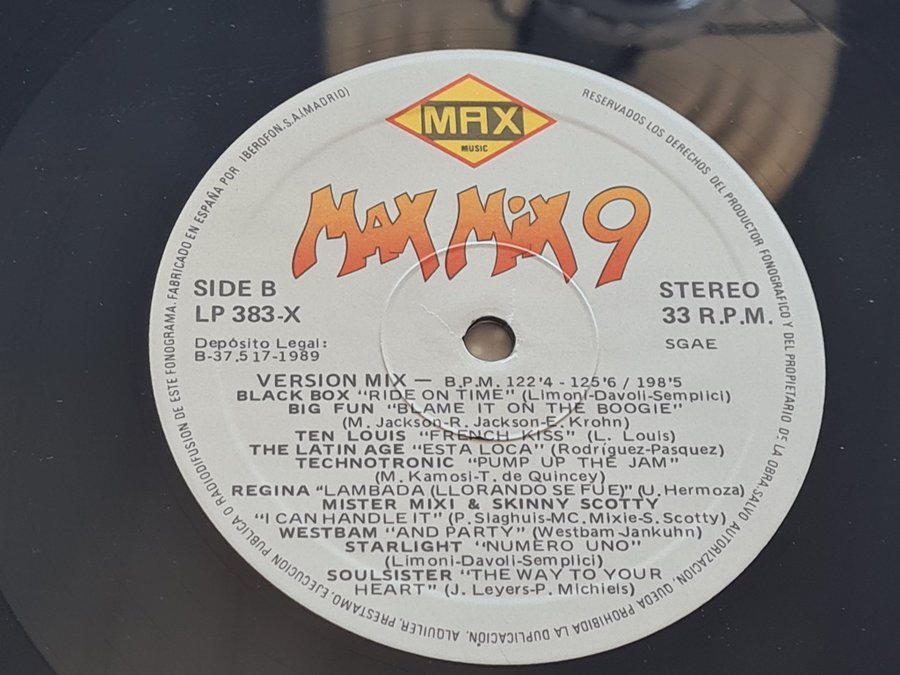 MAX
MUSIC
MAX MIX 9
SIDE B
LP 383-X
Depósito Legal:
B-37.517-1989
STEREO
33 R.P.M.
SGAE
VERSION MIX — B.P.M. 122'4 - 125'6 / 198'5
BLACK BOX "RIDE ON TIME" (Limoni-Davoli-Semplici)
BIG FUN "BLAME IT ON THE BOOGIE"
(M. Jackson-R. Jackson-E. Krohn)
TEN LOUIS "FRENCH KISS" (L. Louis)
THE LATIN AGE "ESTA LOCA" (Rodríguez-Pasquez)
TECHNOTRONIC "PUMP UP THE JAM"
(M. Kamosi-T. de Quincey)
REGINA "LAMBADA (LLORANDO SE FUE)" (U. Hermoza)
MISTER MIXI & SKINNY SCOTTY
"I CAN HANDLE IT" (P. Slaghuis-MC. Mixie-S. Scotty)
WESTBAM "AND PARTY" (Westbam-Jankuhn)
STARLIGHT "NUMERO UNO"
(Limoni-Davoli-Semplici)
SOULSISTER "THE WAY TO YOUR
HEART" (J. Leyers-P. Michiels)
RESERVADOS LOS DERECHOS DEL PRODUCTOR FONOGRAFICO Y DEL PROPIETARIO Dº LA OBRA. SALVO AUTORIZACION, QUEDA PROHIBIDA LA DUPLICACIÓN, ALQUILER, PRESTAMO, EJECUCION PUBLICA O RADIODIFUSIÓN DE ESTE FONOGRAMA. FABRICADO EN ESPAÑA POR IBEROFON, S.A. (MADRID)